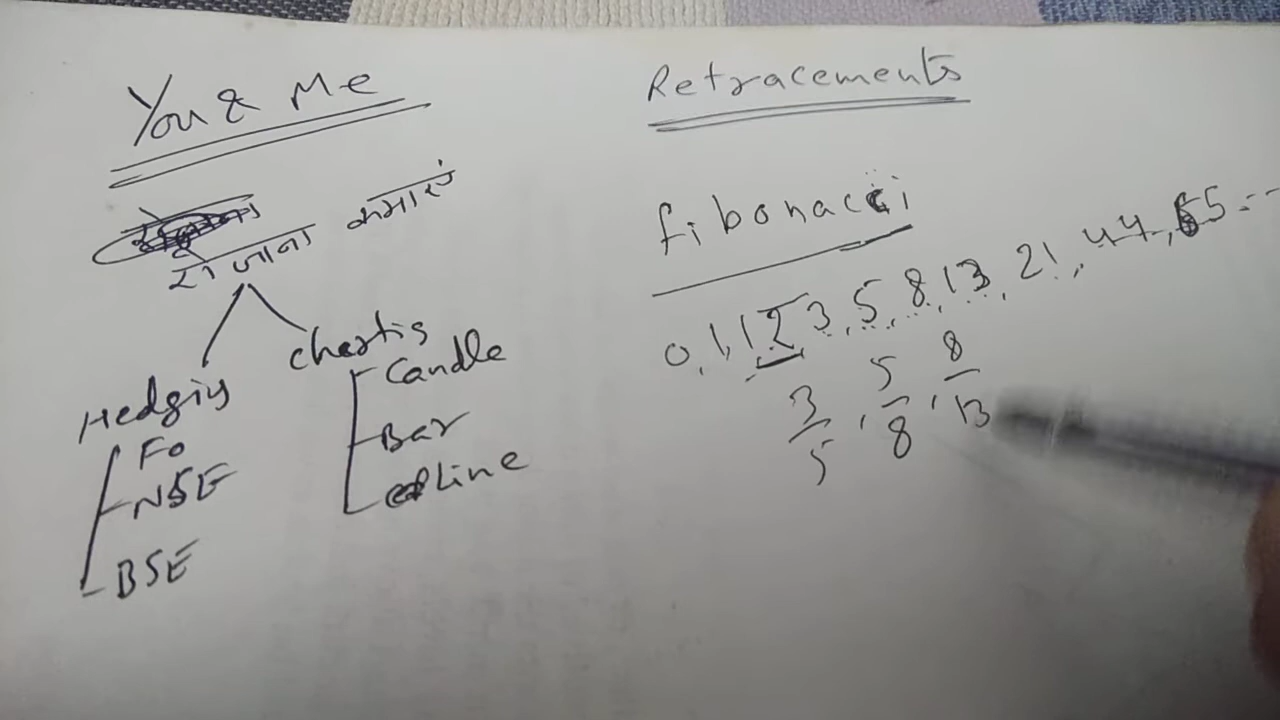 You & Me
रोजाना कमाएं
Hedgiy
Fo
NSE
BSE
Chartis
Candle
Bar
Line
Retracements
fibonacci
0, 1, 1 2, 3, 5, 8, 13, 21, 44, 55 - -
3/5, 5/8, 8/13